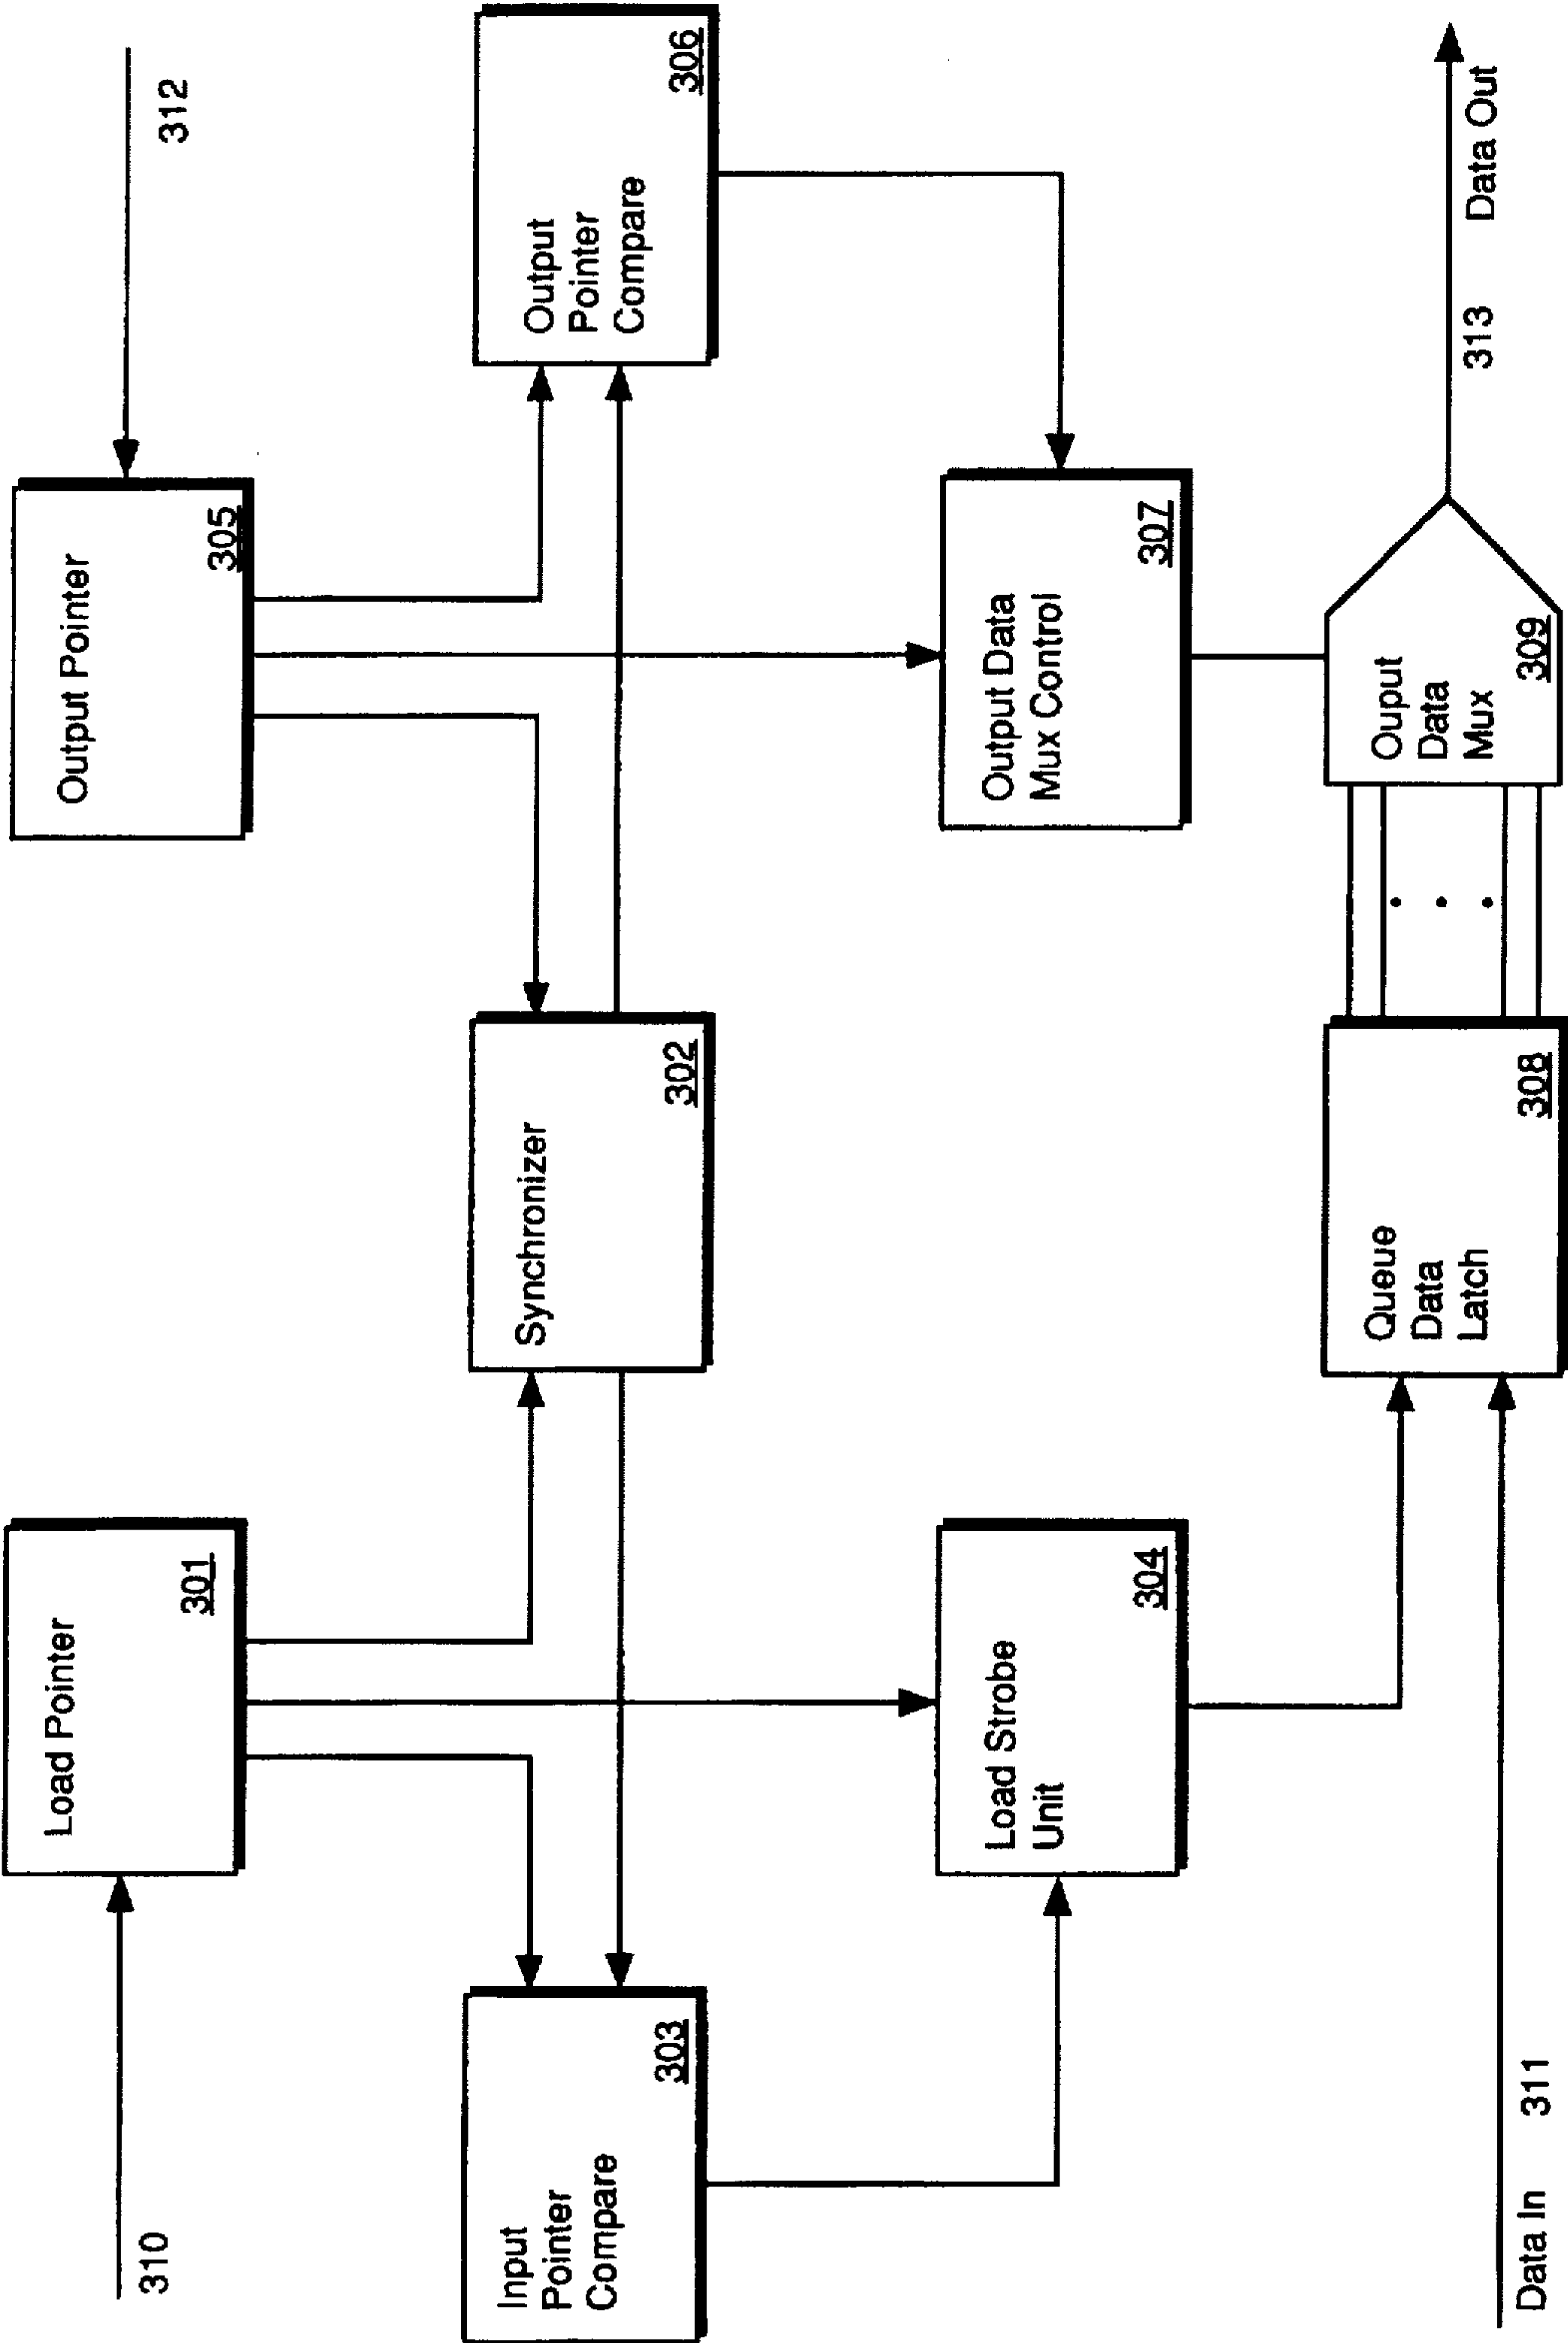 310
Load Pointer
301
Output Pointer
305
312
Input
Pointer
Compare
303
Synchronizer
302
Output
Pointer
Compare
306
Load Strobe
Unit
304
Output Data
Mux Control
307
Data In 311
Queue
Data
Latch
308
Ouput
Data
Mux
309
313 Data Out